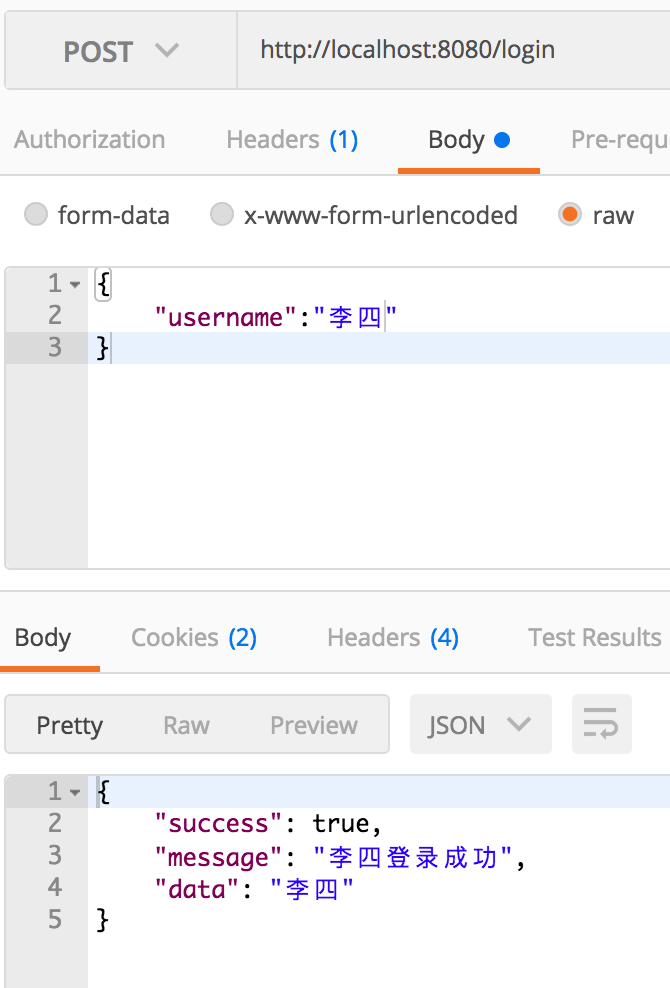 POST http://localhost:8080/login
Authorization Headers (1) Body Pre-requ
form-data x-www-form-urlencoded raw
1 {
2 "username":"李四"
3 }
Body Cookies (2) Headers (4) Test Results
Pretty Raw Preview JSON
1 {
2 "success": true,
3 "message": "李四登录成功",
4 "data": "李四"
5 }